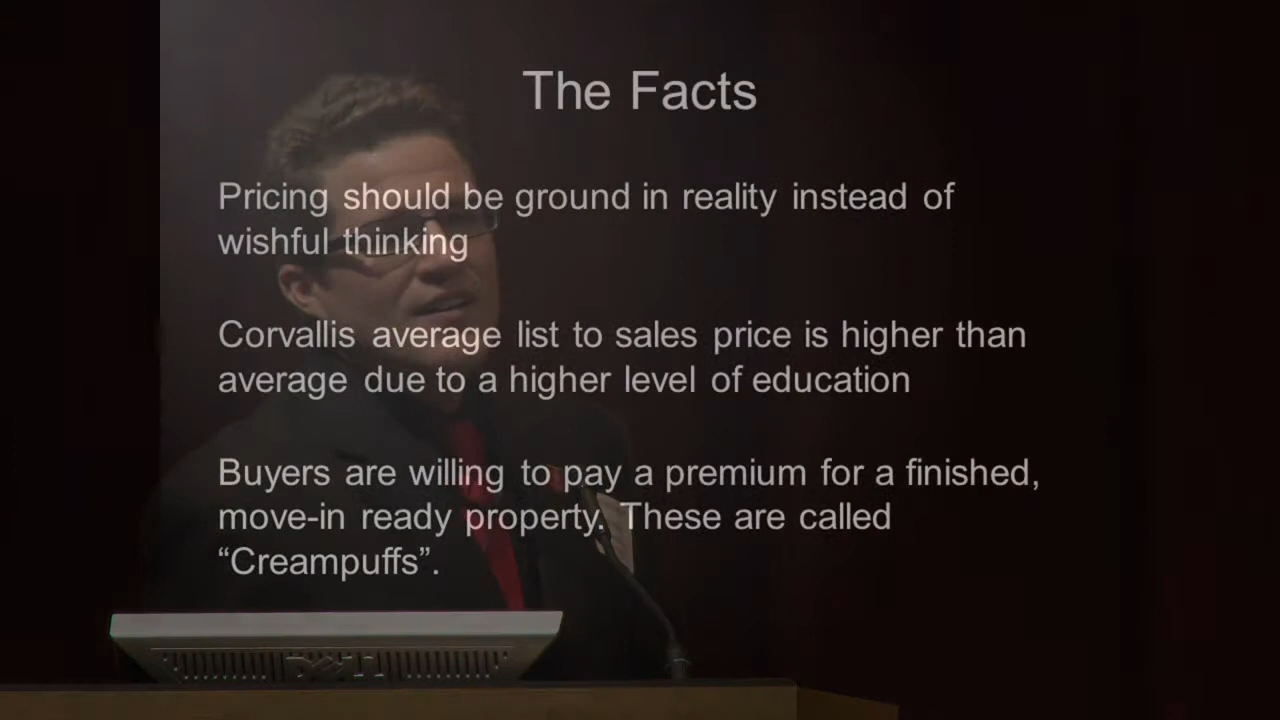 The Facts
Pricing should be ground in reality instead of
wishful thinking
Corvallis average list to sales price is higher than
average due to a higher level of education
Buyers are willing to pay a premium for a finished,
move-in ready property. These are called
“Creampuffs”.
DELL